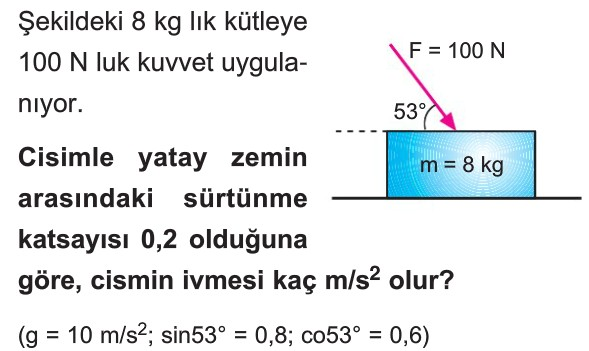 Şekildeki 8 kg lık kütleye
100 N luk kuvvet uygula-
nıyor.
F = 100 N
53°
m = 8 kg
Cisimle yatay zemin
arasındaki sürtünme
katsayısı 0,2 olduğuna
göre, cismin ivmesi kaç m/s² olur?
(g = 10 m/s²; sin53° = 0,8; co53° = 0,6)